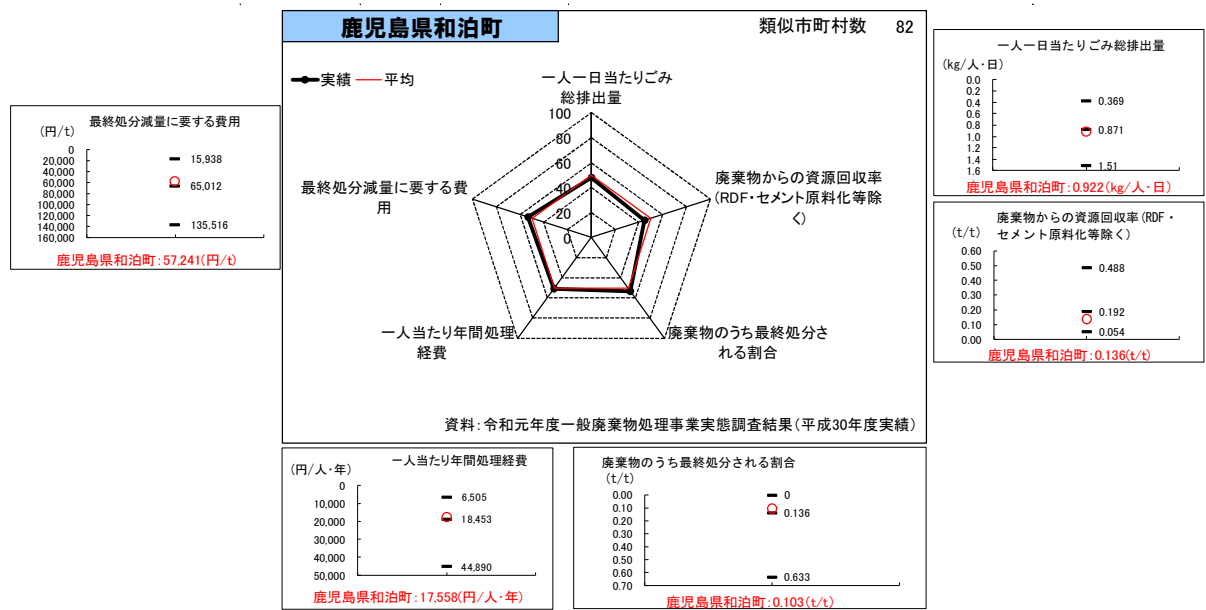 鹿児島県和泊町
類似市町村数 82
実績 平均
一人一日当たりごみ
総排出量
100
80
60
40
20
0
廃棄物からの資源回収率
(RDF・セメント原料化等除
く)
廃棄物のうち最終処分さ
れる割合
一人当たり年間処理
経費
最終処分減量に要する費
用
資料:令和元年度一般廃棄物処理事業実態調査結果(平成30年度実績)
最終処分減量に要する費用
(円/t)
0
20,000
40,000
60,000
80,000
100,000
120,000
140,000
160,000
15,938
65,012
135,516
鹿児島県和泊町:57,241(円/t)
一人一日当たりごみ総排出量
(kg/人・日)
0.0
0.2
0.4
0.6
0.8
1.0
1.2
1.4
1.6
0.369
0.871
1.51
鹿児島県和泊町:0.922(kg/人・日)
廃棄物からの資源回収率(RDF・
セメント原料化等除く)
(t/t)
0.60
0.50
0.40
0.30
0.20
0.10
0.00
0.488
0.192
0.054
鹿児島県和泊町:0.136(t/t)
一人当たり年間処理経費
(円/人・年)
0
10,000
20,000
30,000
40,000
50,000
6,505
18,453
44,890
鹿児島県和泊町:17,558(円/人・年)
廃棄物のうち最終処分される割合
(t/t)
0.00
0.10
0.20
0.30
0.40
0.50
0.60
0.70
0
0.136
0.633
鹿児島県和泊町:0.103(t/t)